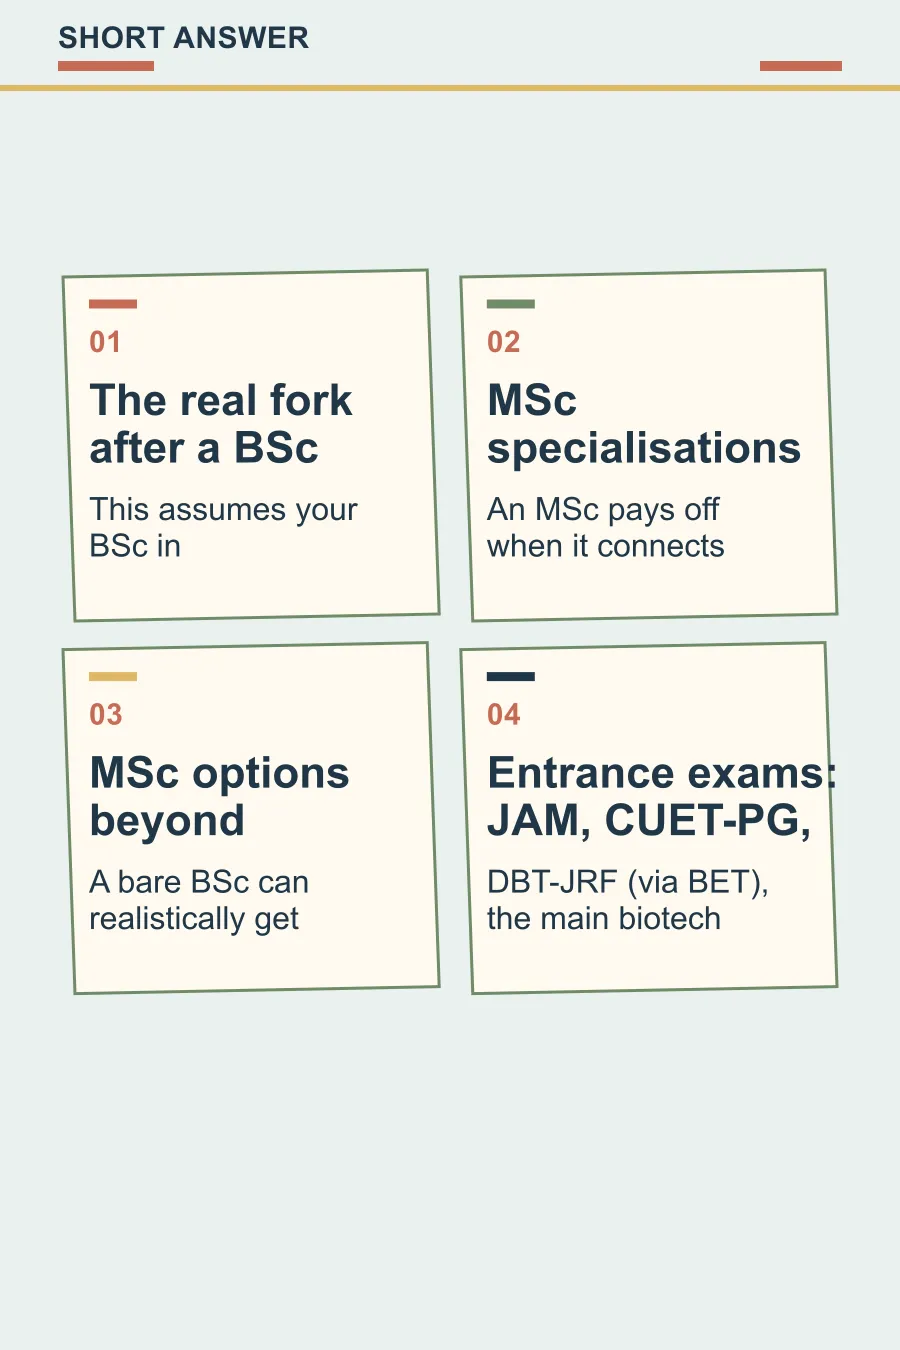 SHORT ANSWER
01
The real fork
after a BSc
This assumes your
BSc in
02
MSc
specialisations
An MSc pays off
when it connects
03
MSc options
beyond
A bare BSc can
realistically get
04
Entrance exams:
JAM, CUET-PG,
DBT-JRF (via BET),
the main biotech